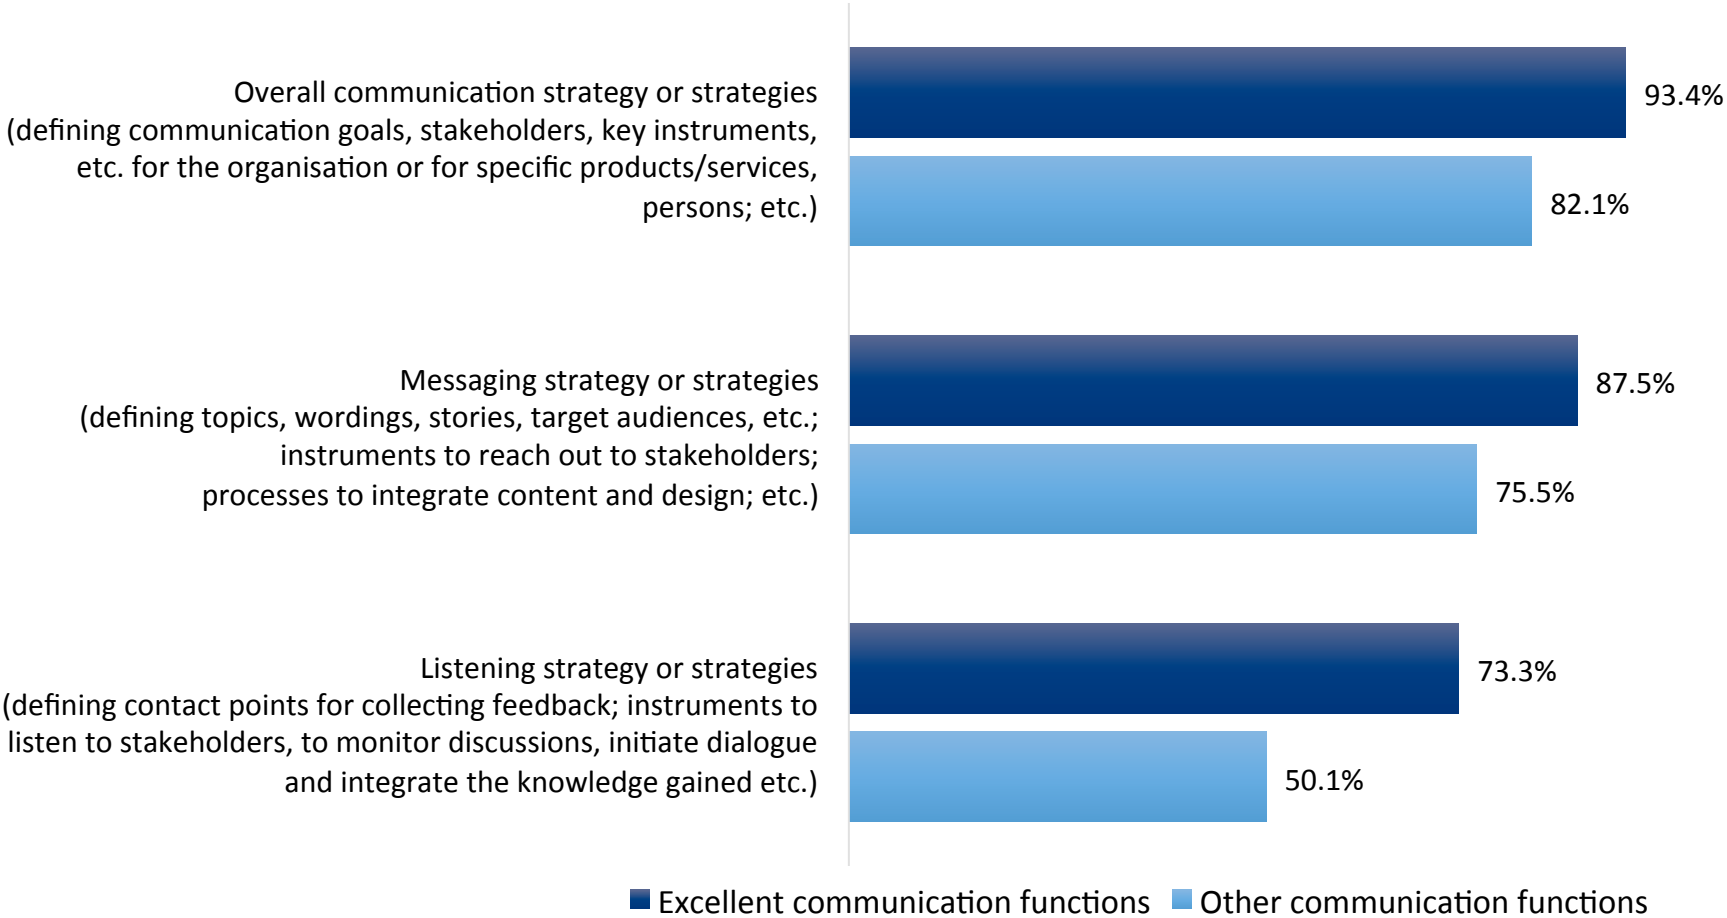 Overall communication strategy or strategies
(defining communication goals, stakeholders, key instruments,
etc. for the organisation or for specific products/services,
persons; etc.)
93.4%
82.1%
Messaging strategy or strategies
(defining topics, wordings, stories, target audiences, etc.;
instruments to reach out to stakeholders;
processes to integrate content and design; etc.)
87.5%
75.5%
Listening strategy or strategies
(defining contact points for collecting feedback; instruments to
listen to stakeholders, to monitor discussions, initiate dialogue
and integrate the knowledge gained etc.)
73.3%
50.1%
Excellent communication functions Other communication functions